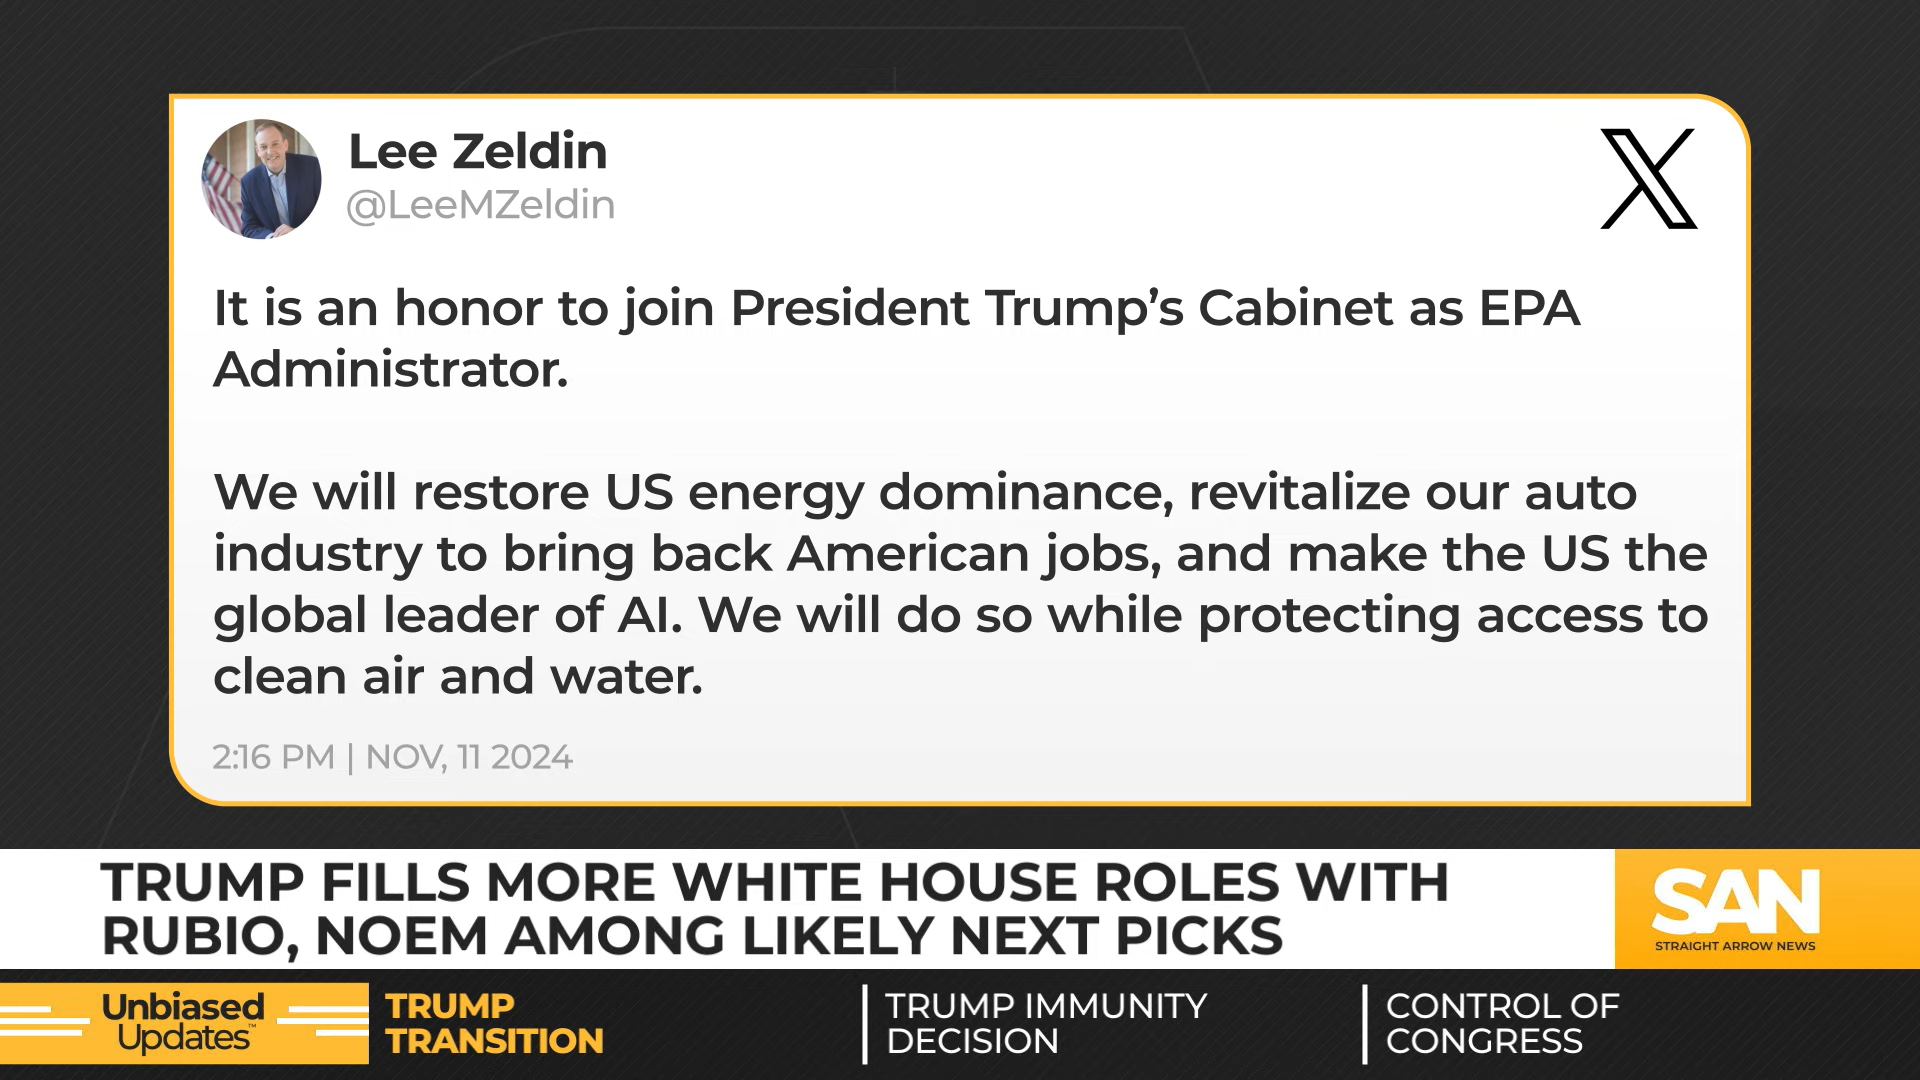 Lee Zeldin
@LeeMZeldin
It is an honor to join President Trump’s Cabinet as EPA
Administrator.
We will restore US energy dominance, revitalize our auto
industry to bring back American jobs, and make the US the
global leader of AI. We will do so while protecting access to
clean air and water.
2:16 PM | NOV, 11 2024
TRUMP FILLS MORE WHITE HOUSE ROLES WITH
RUBIO, NOEM AMONG LIKELY NEXT PICKS
SAN
STRAIGHT ARROW NEWS
Unbiased
Updates™
TRUMP
TRANSITION
TRUMP IMMUNITY
DECISION
CONTROL OF
CONGRESS